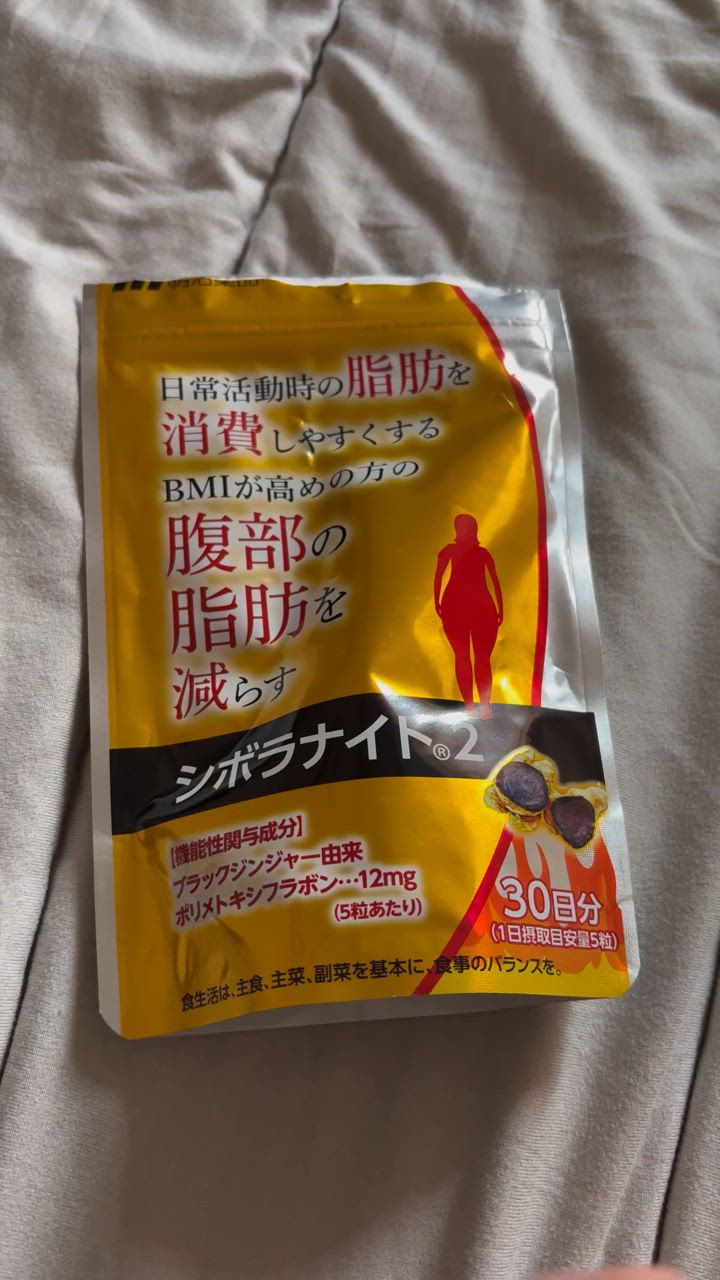 日常活動時の脂肪を
消費しやすくする
BMIが高めの方の
腹部の
脂肪を
減らす
シボラナイト®2
【機能性関与成分】
ブラックジンジャー由来
ポリメトキシフラボン…12mg
(5粒あたり)
30日分
(1日摂取目安量5粒)
食生活は、主食、主菜、副菜を基本に、食事のバランスを。